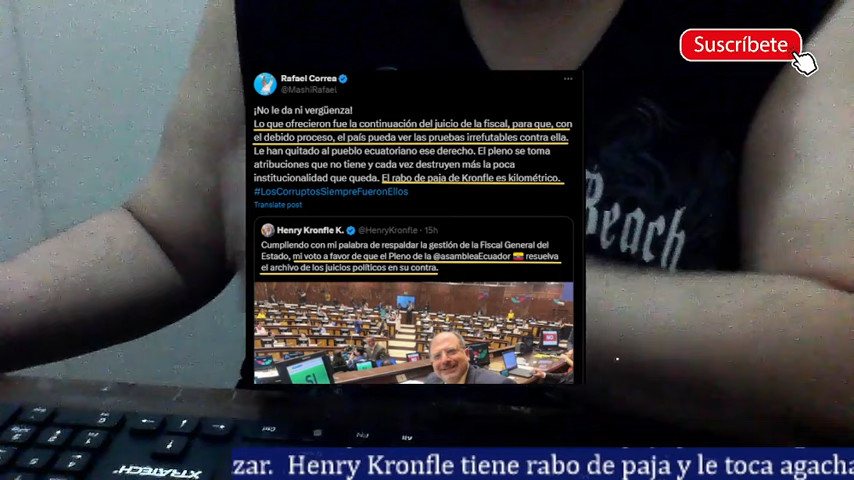 Suscríbete
Rafael Correa
@MashiRafael
¡No le da ni vergüenza!
Lo que ofrecieron fue la continuación del juicio de la fiscal, para que, con
el debido proceso, el país pueda ver las pruebas irrefutables contra ella.
Le han quitado al pueblo ecuatoriano ese derecho. El pleno se toma
atribuciones que no tiene y cada vez destruyen más la poca
institucionalidad que queda. El rabo de paja de Kronfle es kilométrico.
#LosCorruptosSiempreFueronEllos
Translate post
Henry Kronfle K. @HenryKronfle · 15h
Cumpliendo con mi palabra de respaldar la gestión de la Fiscal General del
Estado, mi voto a favor de que el Pleno de la @asambleaEcuador 🇪🇨 resuelva
el archivo de los juicios políticos en su contra.
SI
NO
Beach
XTRATECH
zar. Henry Kronfle tiene rabo de paja y le toca agacha